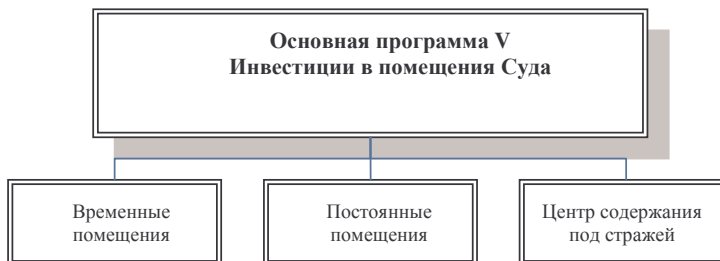 Основная программа V
Инвестиции в помещения Суда
Временные
помещения
Постоянные
помещения
Центр содержания
под стражей